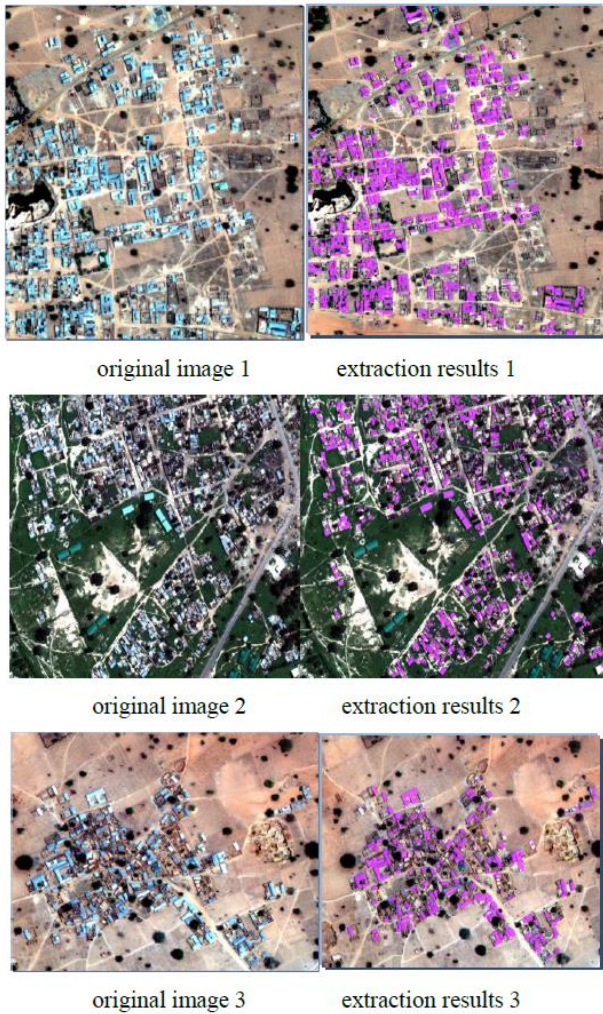 original image 1 extraction results 1
original image 2 extraction results 2
original image 3 extraction results 3